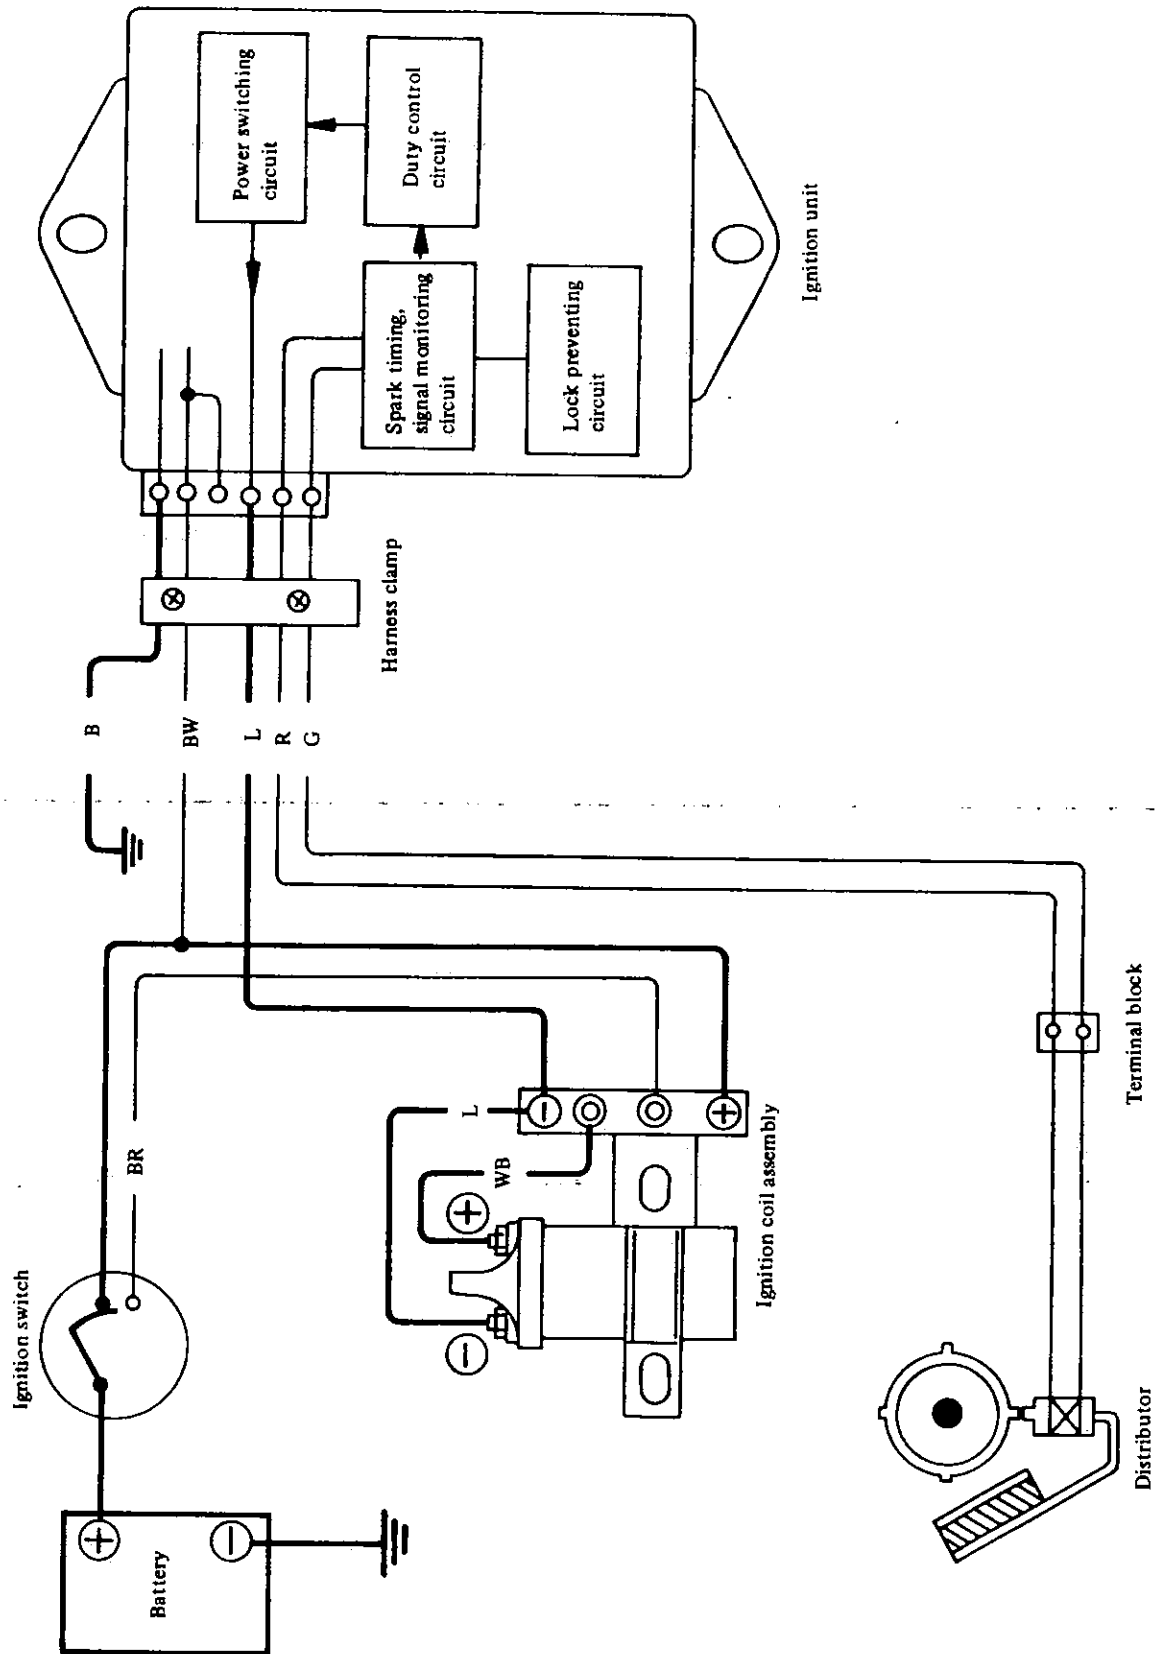 Power switching
circuit
Duty control
circuit
Spark timing,
signal monitoring
circuit
Lock preventing
circuit
Ignition unit
Harness clamp
B
BW
L
R
G
BR
Ignition switch
Battery
L
WB
Ignition coil assembly
Terminal block
Distributor